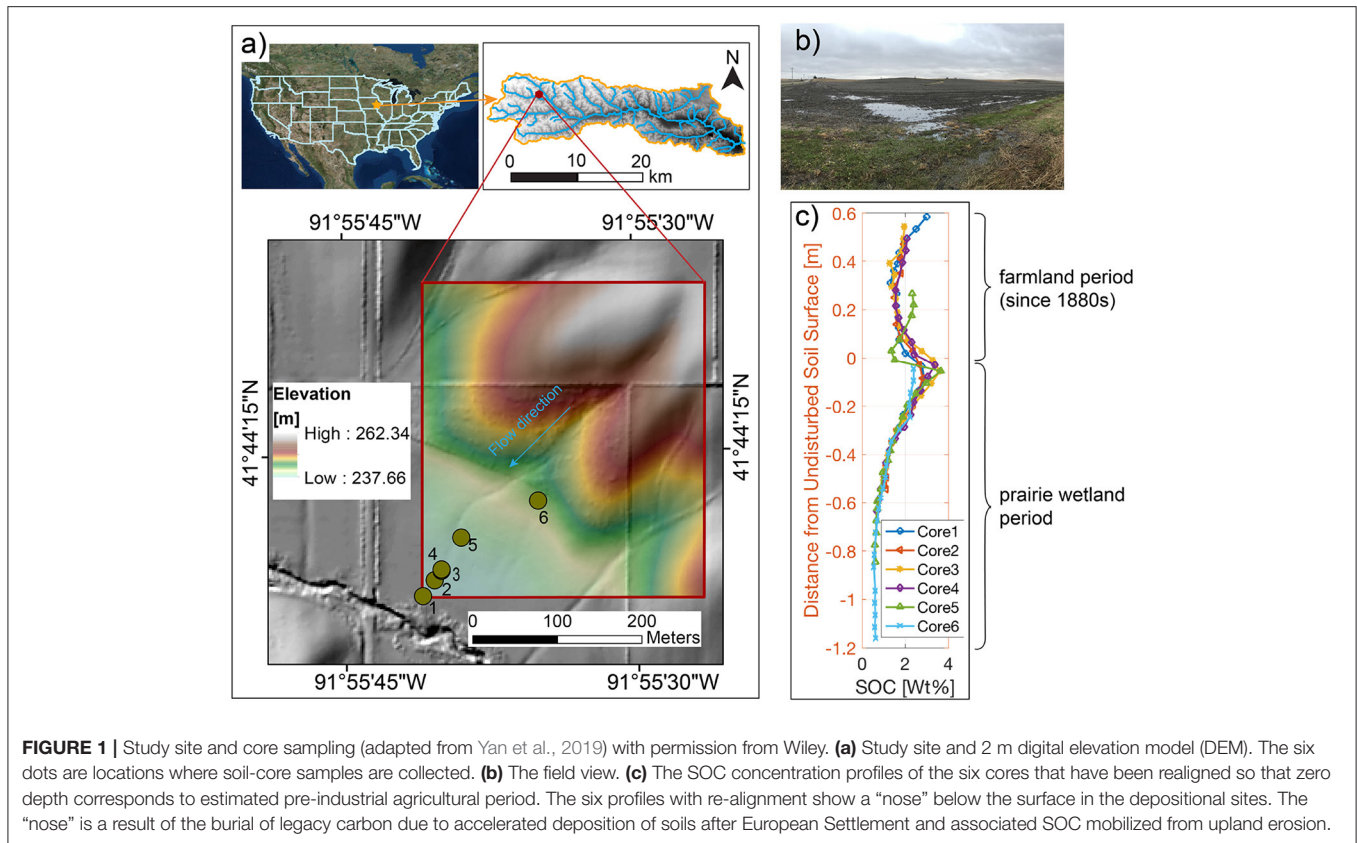 a)
N
0 10 20
km
91°55'45"W 91°55'30"W
41°44'15"N
41°44'15"N
Elevation
[m]
High : 262.34
Low : 237.66
Flow direction
6
5
4
3
2
1
0 100 200
Meters
91°55'45"W 91°55'30"W
b)
c)
Distance from Undisturbed Soil Surface [m]
0.6
0.4
0.2
0
-0.2
-0.4
-0.6
-0.8
-1
-1.2
Core1
Core2
Core3
Core4
Core5
Core6
0 2 4
SOC [Wt%]
farmland period
(since 1880s)
prairie wetland
period
FIGURE 1 | Study site and core sampling (adapted from Yan et al., 2019) with permission from Wiley. (a) Study site and 2 m digital elevation model (DEM). The six
dots are locations where soil-core samples are collected. (b) The field view. (c) The SOC concentration profiles of the six cores that have been realigned so that zero
depth corresponds to estimated pre-industrial agricultural period. The six profiles with re-alignment show a “nose” below the surface in the depositional sites. The
“nose” is a result of the burial of legacy carbon due to accelerated deposition of soils after European Settlement and associated SOC mobilized from upland erosion.